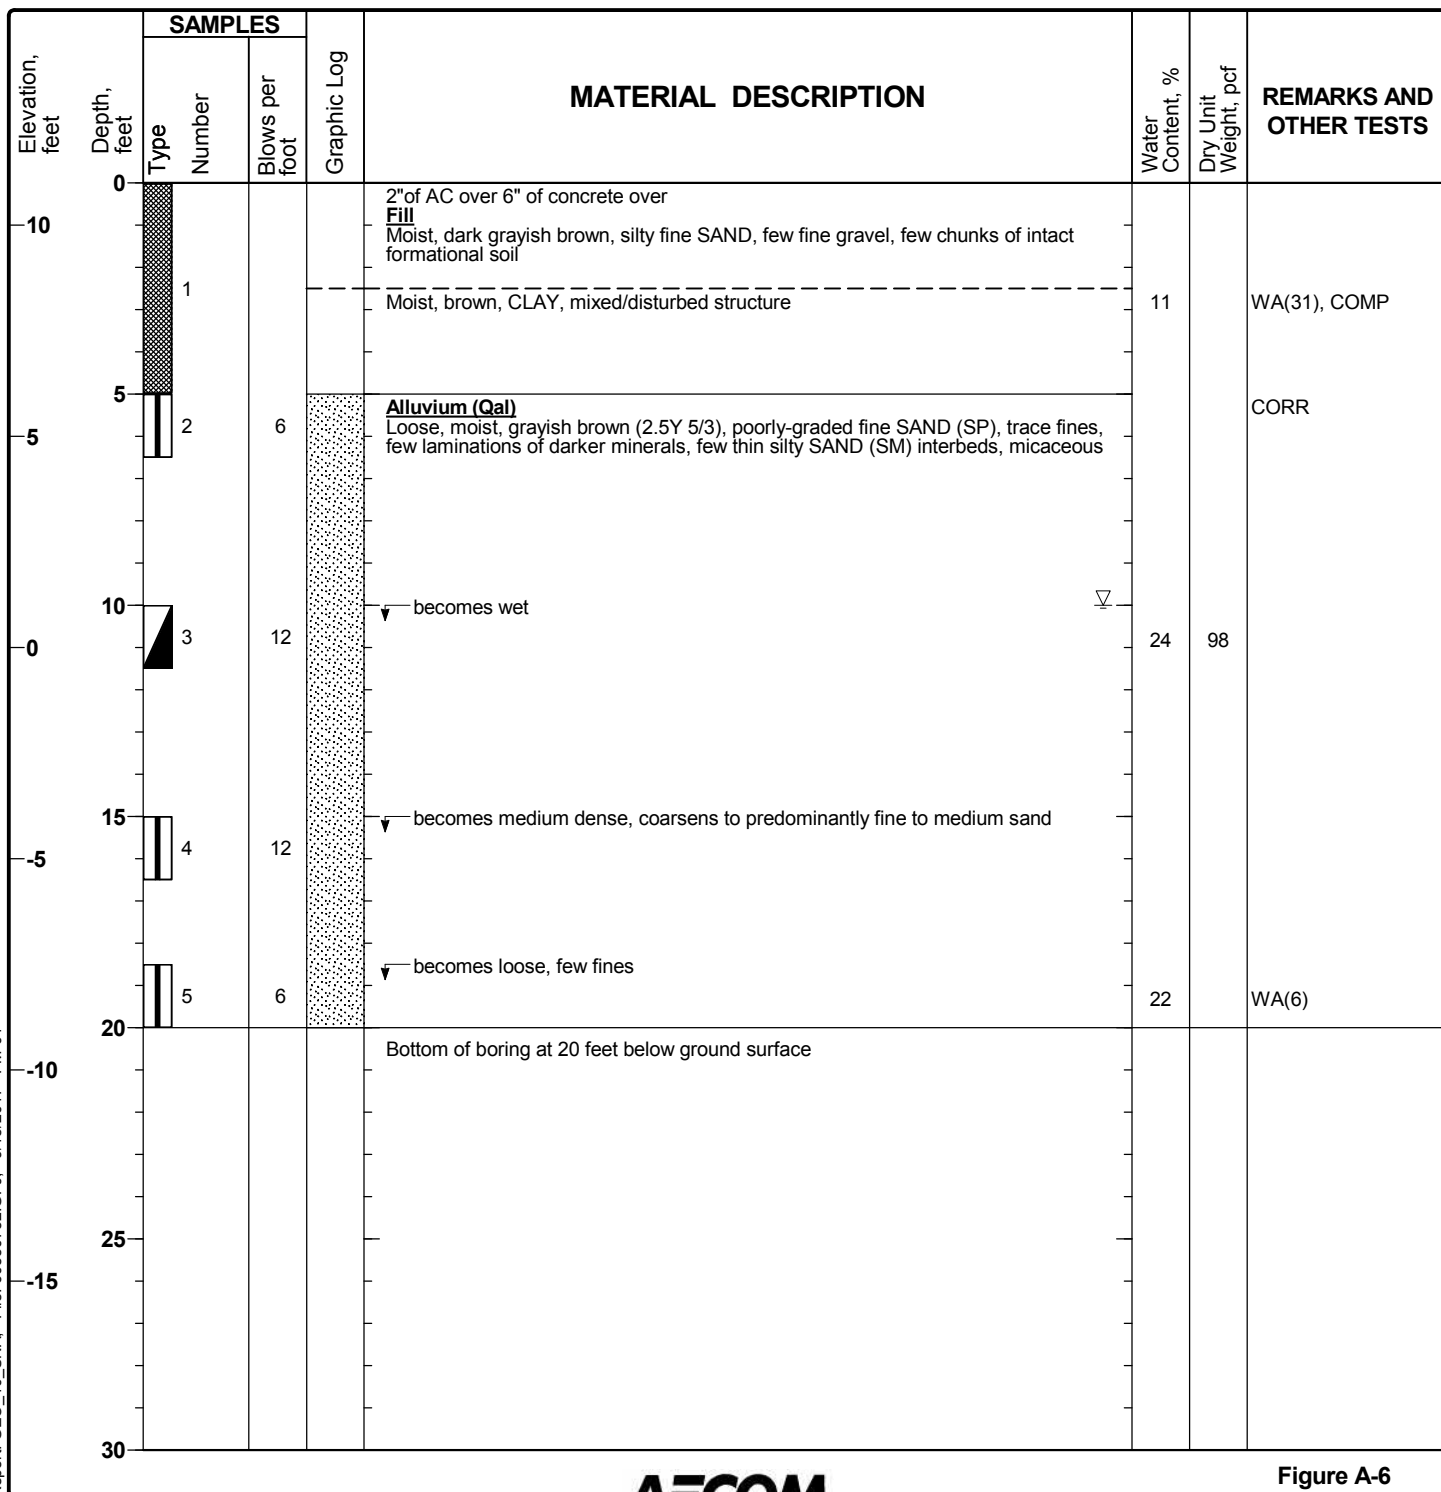 SAMPLES
Elevation,
feet
Depth,
feet
Type
Number
Blows per
foot
Graphic Log
MATERIAL DESCRIPTION
Water
Content, %
Dry Unit
Weight, pcf
REMARKS AND
OTHER TESTS
0
2"of AC over 6" of concrete over
Fill
10
Moist, dark grayish brown, silty fine SAND, few fine gravel, few chunks of intact
formational soil
1
Moist, brown, CLAY, mixed/disturbed structure
11
WA(31), COMP
5
Alluvium (Qal)
CORR
5
2
6
Loose, moist, grayish brown (2.5Y 5/3), poorly-graded fine SAND (SP), trace fines,
few laminations of darker minerals, few thin silty SAND (SM) interbeds, micaceous
10
becomes wet
0
3
12
24
98
15
becomes medium dense, coarsens to predominantly fine to medium sand
-5
4
12
becomes loose, few fines
5
6
22
WA(6)
20
Bottom of boring at 20 feet below ground surface
-10
25
-15
30
AECOM
Figure A-6